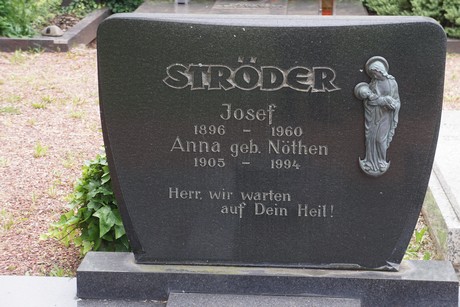 STRÖDER
Josef
1896 - 1960
Anna geb. Nöthen
1905 - 1994
Herr, wir warten
auf Dein Heil!